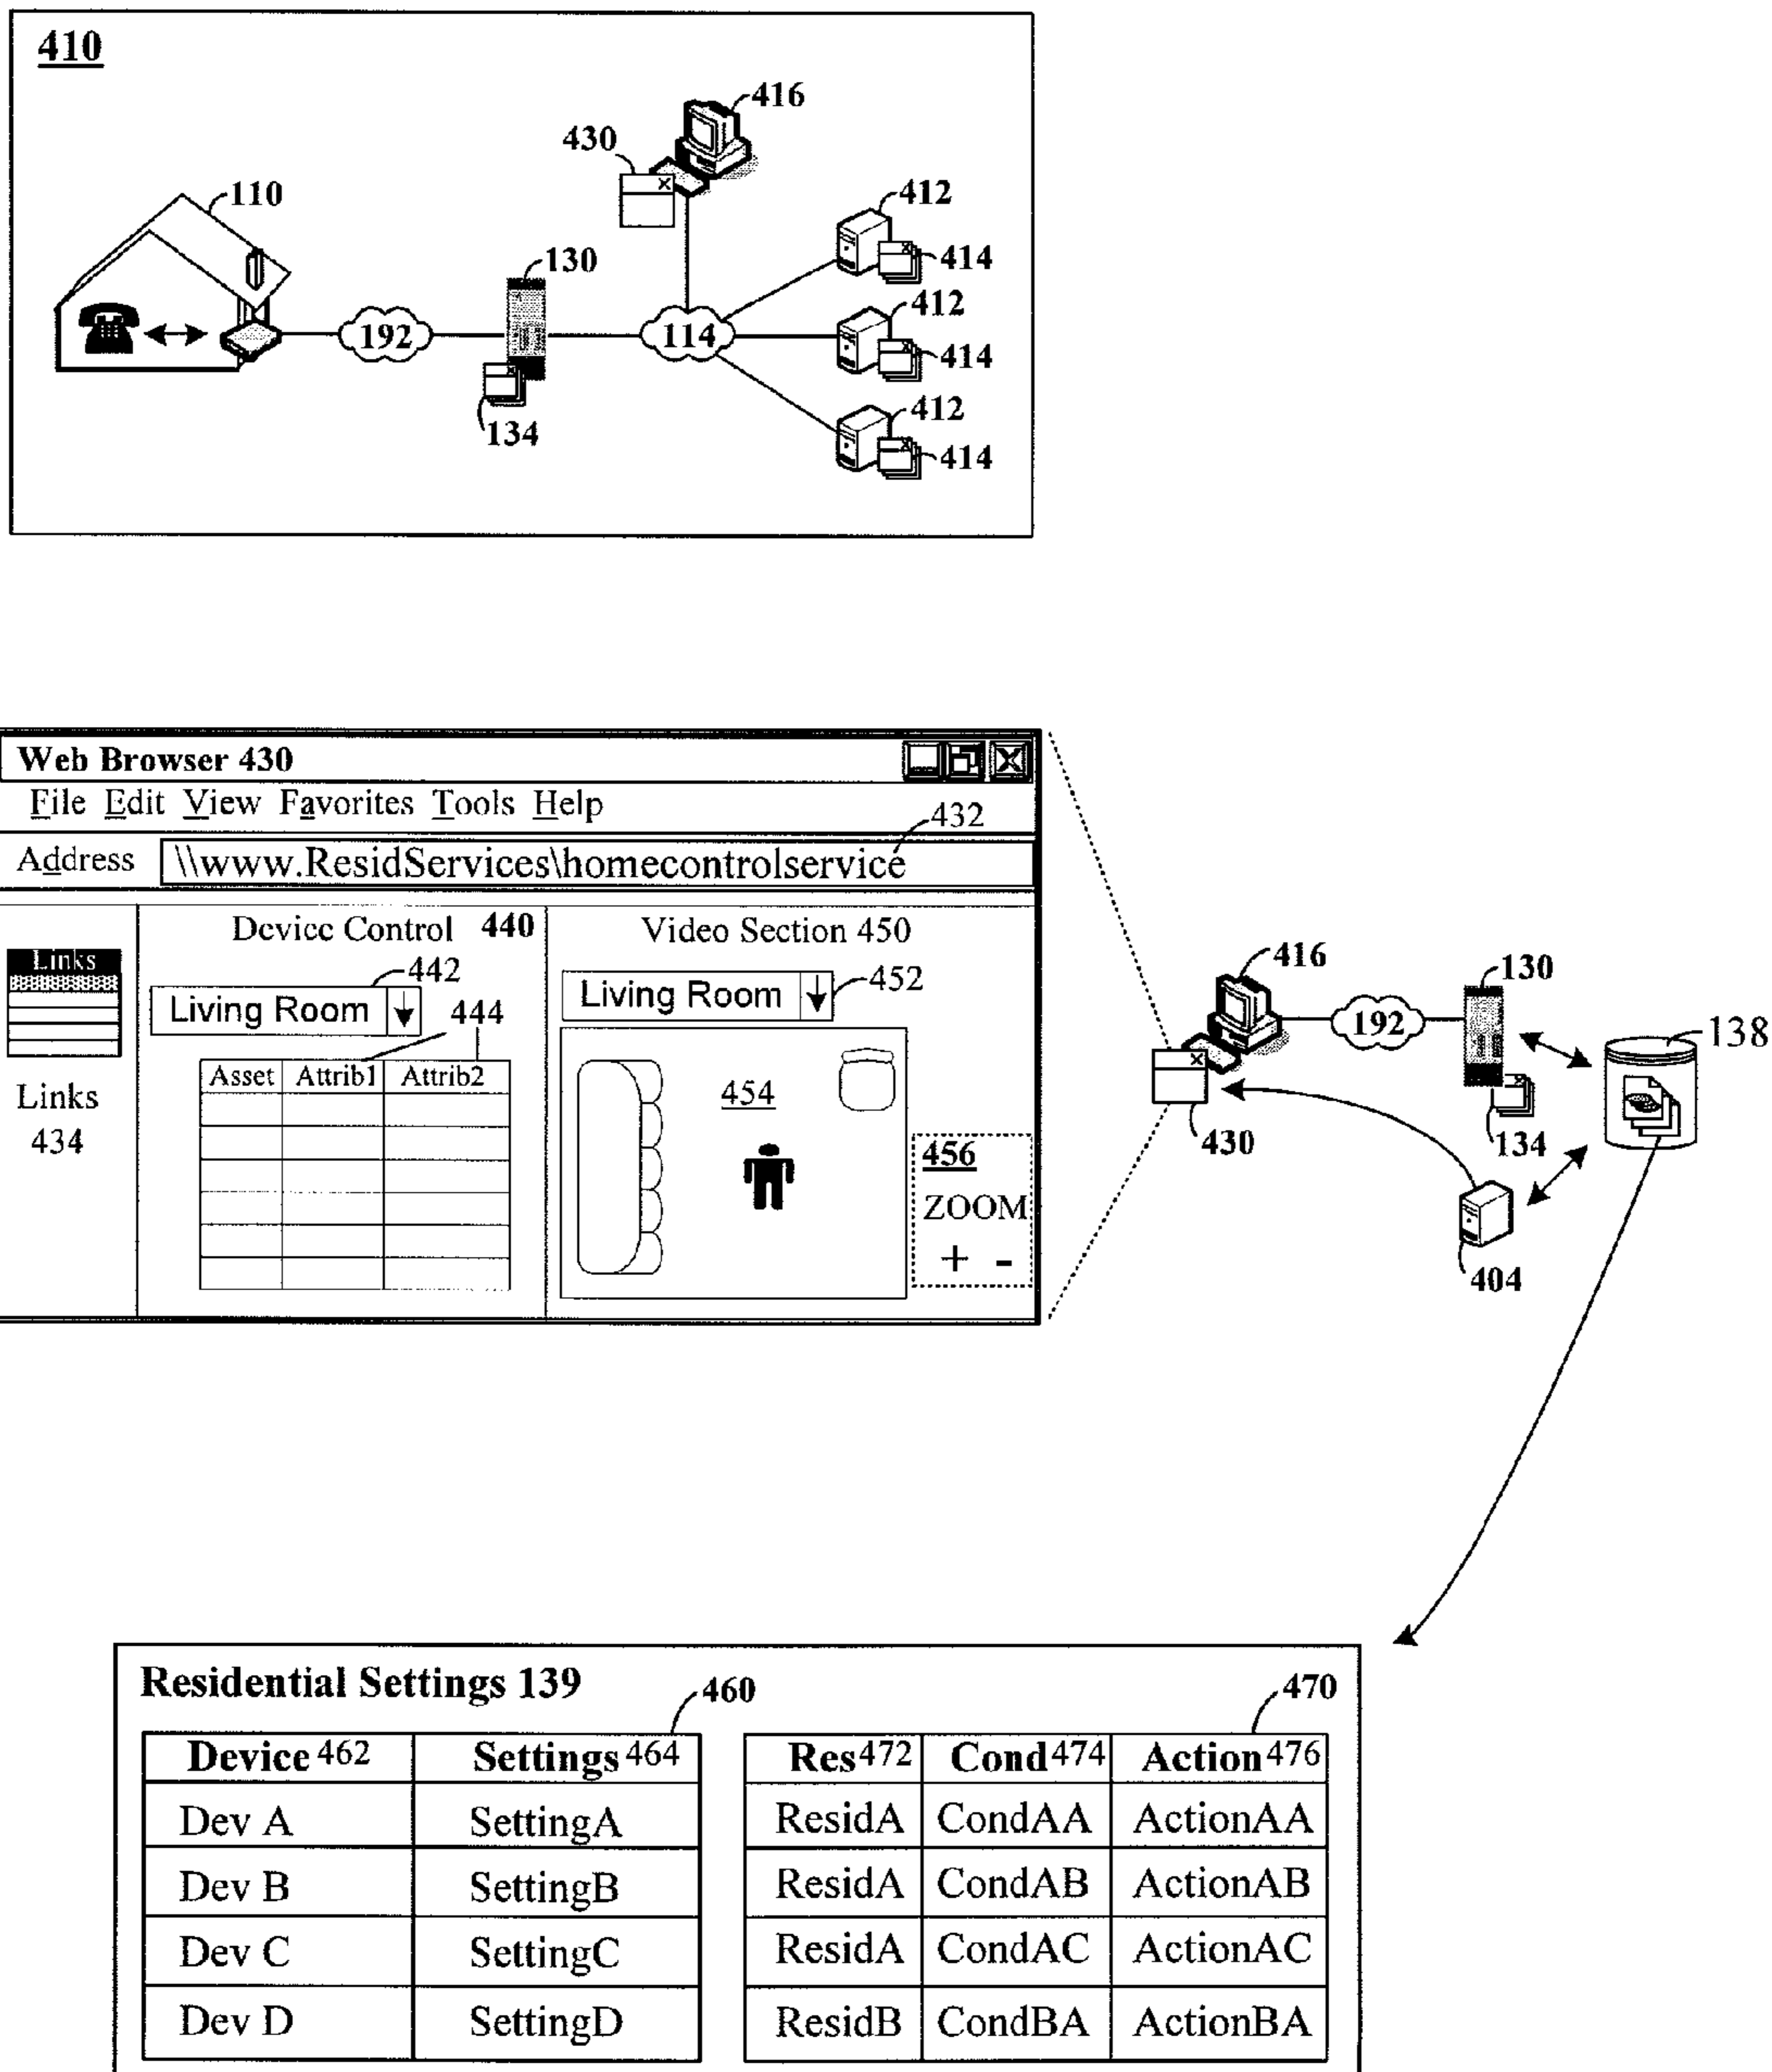 410
416
430
110
412
414
130
412
192
114
414
412
134
414
Web Browser 430
File Edit View Favorites Tools Help
432
Address \\www.ResidServices\homecontrolservice
Links
Links
434
Device Control 440
442
Living Room
444
Asset Attrib1 Attrib2
Video Section 450
Living Room
452
454
456
ZOOM
+ -
416
130
192
138
430
134
404
Residential Settings 139
460
470
Device 462 Settings 464
Dev A SettingA
Dev B SettingB
Dev C SettingC
Dev D SettingD
Res 472 Cond 474 Action 476
ResidA CondAA ActionAA
ResidA CondAB ActionAB
ResidA CondAC ActionAC
ResidB CondBA ActionBA